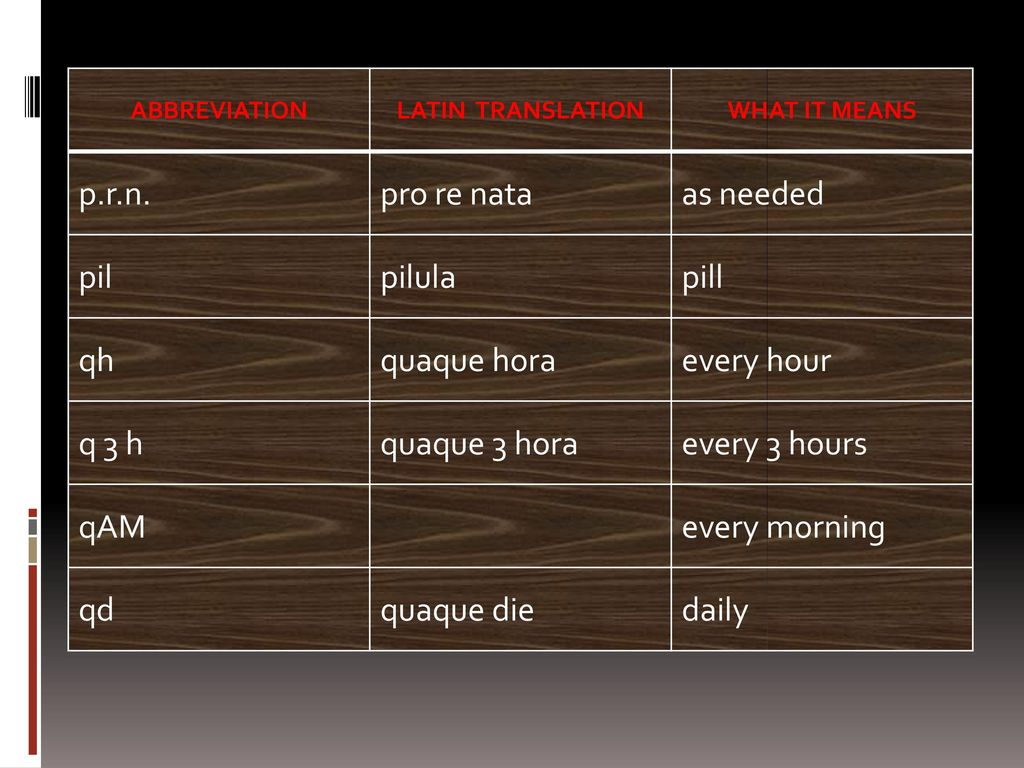 ABBREVIATION LATIN TRANSLATION WHAT IT MEANS
p.r.n. pro re nata as needed
pil pilula pill
qh quaque hora every hour
q 3 h quaque 3 hora every 3 hours
qAM every morning
qd quaque die daily